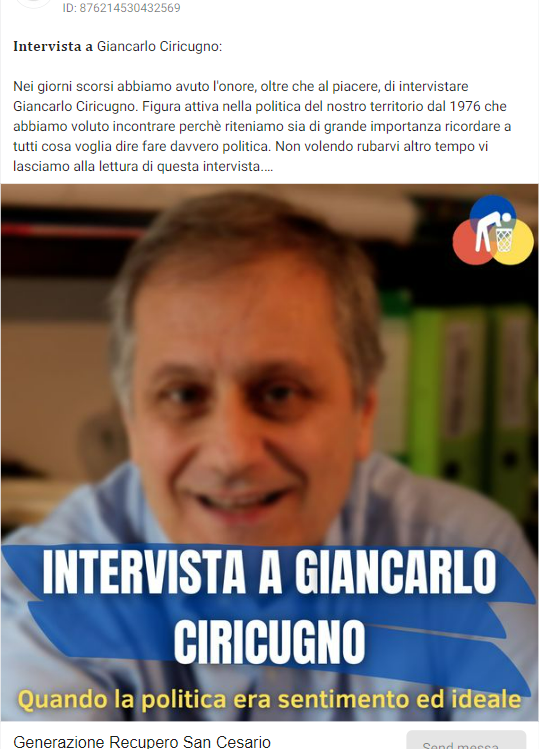 ID: 876214530432569
Intervista a Giancarlo Ciricugno:
Nei giorni scorsi abbiamo avuto l'onore, oltre che al piacere, di intervistare
Giancarlo Ciricugno. Figura attiva nella politica del nostro territorio dal 1976 che
abbiamo voluto incontrare perchè riteniamo sia di grande importanza ricordare a
tutti cosa voglia dire fare davvero politica. Non volendo rubarvi altro tempo vi
lasciamo alla lettura di questa intervista....
INTERVISTA A GIANCARLO
CIRICUGNO
Quando la politica era sentimento ed ideale
Generazione Recupero San Cesario
Send messa...